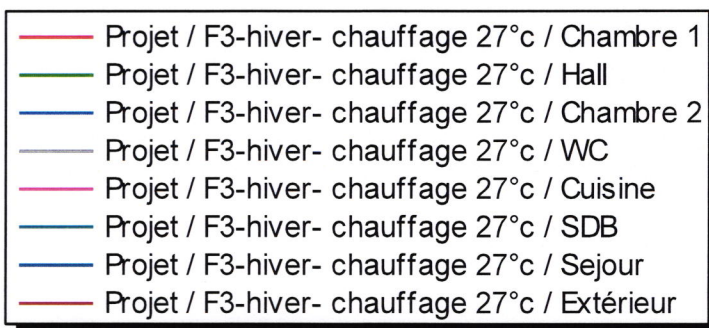 Projet / F3-hiver- chauffage 27°c / Chambre 1
Projet / F3-hiver- chauffage 27°c / Hall
Projet / F3-hiver- chauffage 27°c / Chambre 2
Projet / F3-hiver- chauffage 27°c / WC
Projet / F3-hiver- chauffage 27°c / Cuisine
Projet / F3-hiver- chauffage 27°c / SDB
Projet / F3-hiver- chauffage 27°c / Sejour
Projet / F3-hiver- chauffage 27°c / Extérieur